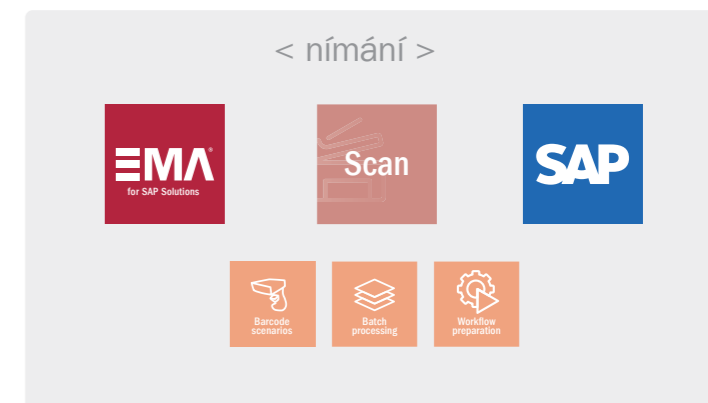 < nímání >
EMA®
for SAP Solutions
Scan
SAP
Barcode
scenarios
Batch
processing
Workflow
preparation